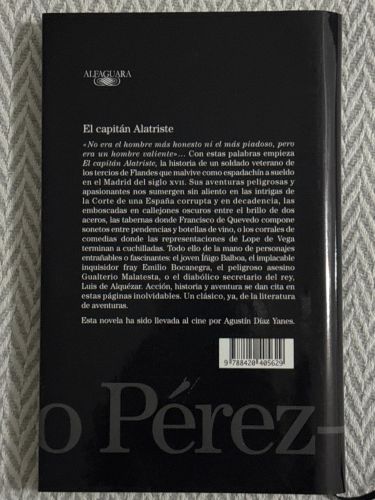 ALFAGUARA
El capitán Alatriste
«No era el hombre más honesto ni el más piadoso, pero
era un hombre valiente»... Con estas palabras empieza
El capitán Alatriste, la historia de un soldado veterano de
los tercios de Flandes que malvive como espadachín a sueldo
en el Madrid del siglo XVII. Sus aventuras peligrosas y
apasionantes nos sumergen sin aliento en las intrigas de
la Corte de una España corrupta y en decadencia, las
emboscadas en callejones oscuros entre el brillo de dos
aceros, las tabernas donde Francisco de Quevedo compone
sonetos entre pendencias y botellas de vino, o los corrales de
comedias donde las representaciones de Lope de Vega
terminan a cuchilladas. Todo ello de la mano de personajes
entrañables o fascinantes: el joven Íñigo Balboa, el implacable
inquisidor fray Emilio Bocanegra, el peligroso asesino
Gualterio Malatesta, o el diabólico secretario del rey,
Luis de Alquézar. Acción, historia y aventura se dan cita en
estas páginas inolvidables. Un clásico, ya, de la literatura
de aventuras.
Esta novela ha sido llevada al cine por Agustín Díaz Yanes.
9 788420 405629
o Pérez-